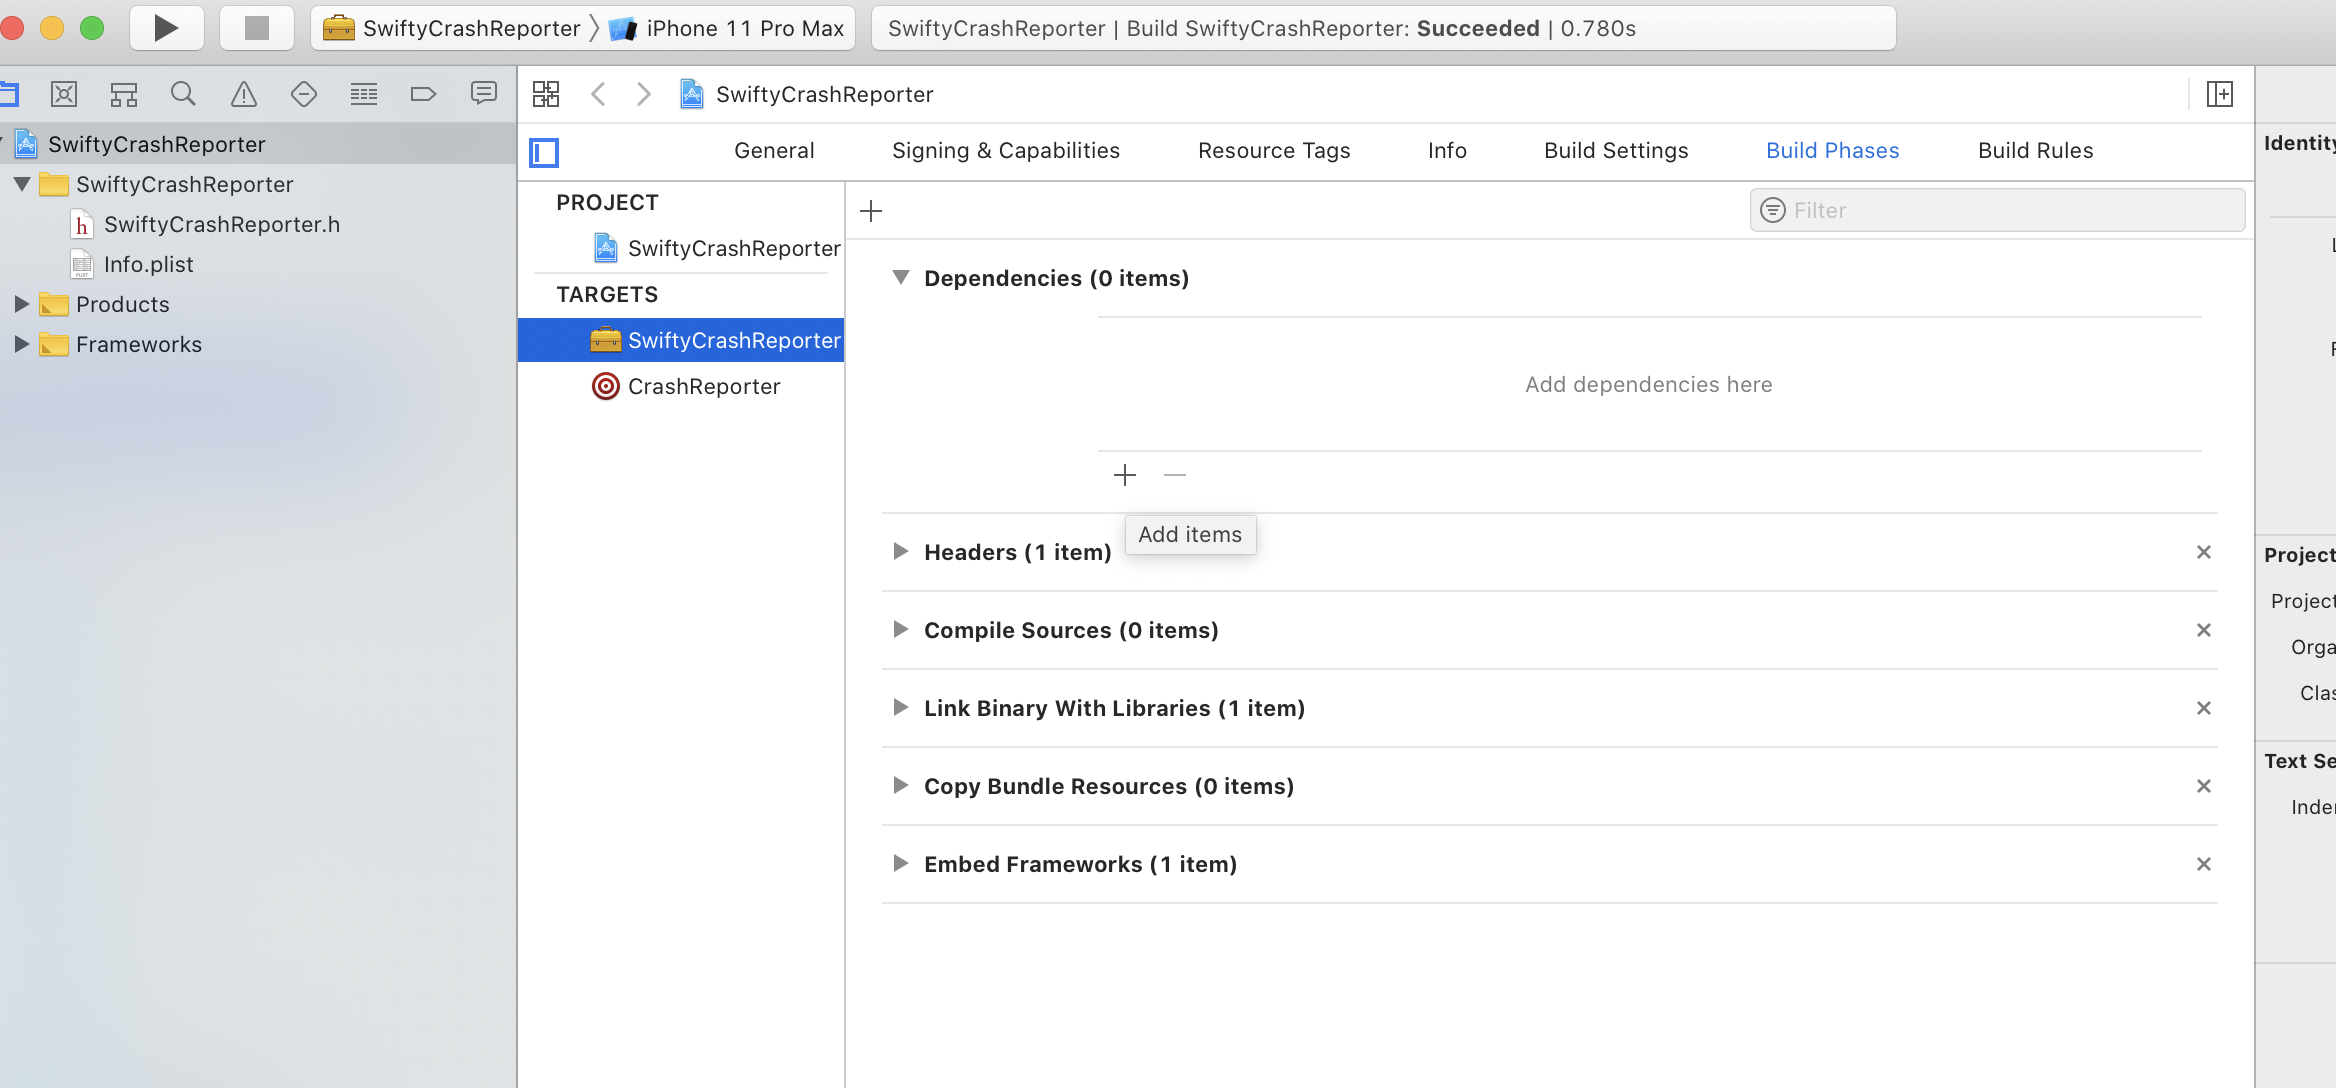 SwiftyCrashReporter
iPhone 11 Pro Max
SwiftyCrashReporter | Build SwiftyCrashReporter: Succeeded | 0.780s
SwiftyCrashReporter
SwiftyCrashReporter
h SwiftyCrashReporter.h
PLIST Info.plist
Products
Frameworks
SwiftyCrashReporter
General
Signing & Capabilities
Resource Tags
Info
Build Settings
Build Phases
Build Rules
PROJECT
SwiftyCrashReporter
TARGETS
SwiftyCrashReporter
CrashReporter
Filter
Dependencies (0 items)
Add dependencies here
Add items
Headers (1 item)
Compile Sources (0 items)
Link Binary With Libraries (1 item)
Copy Bundle Resources (0 items)
Embed Frameworks (1 item)
Identity
Project
Project
Orga
Clas
Text Se
Inden